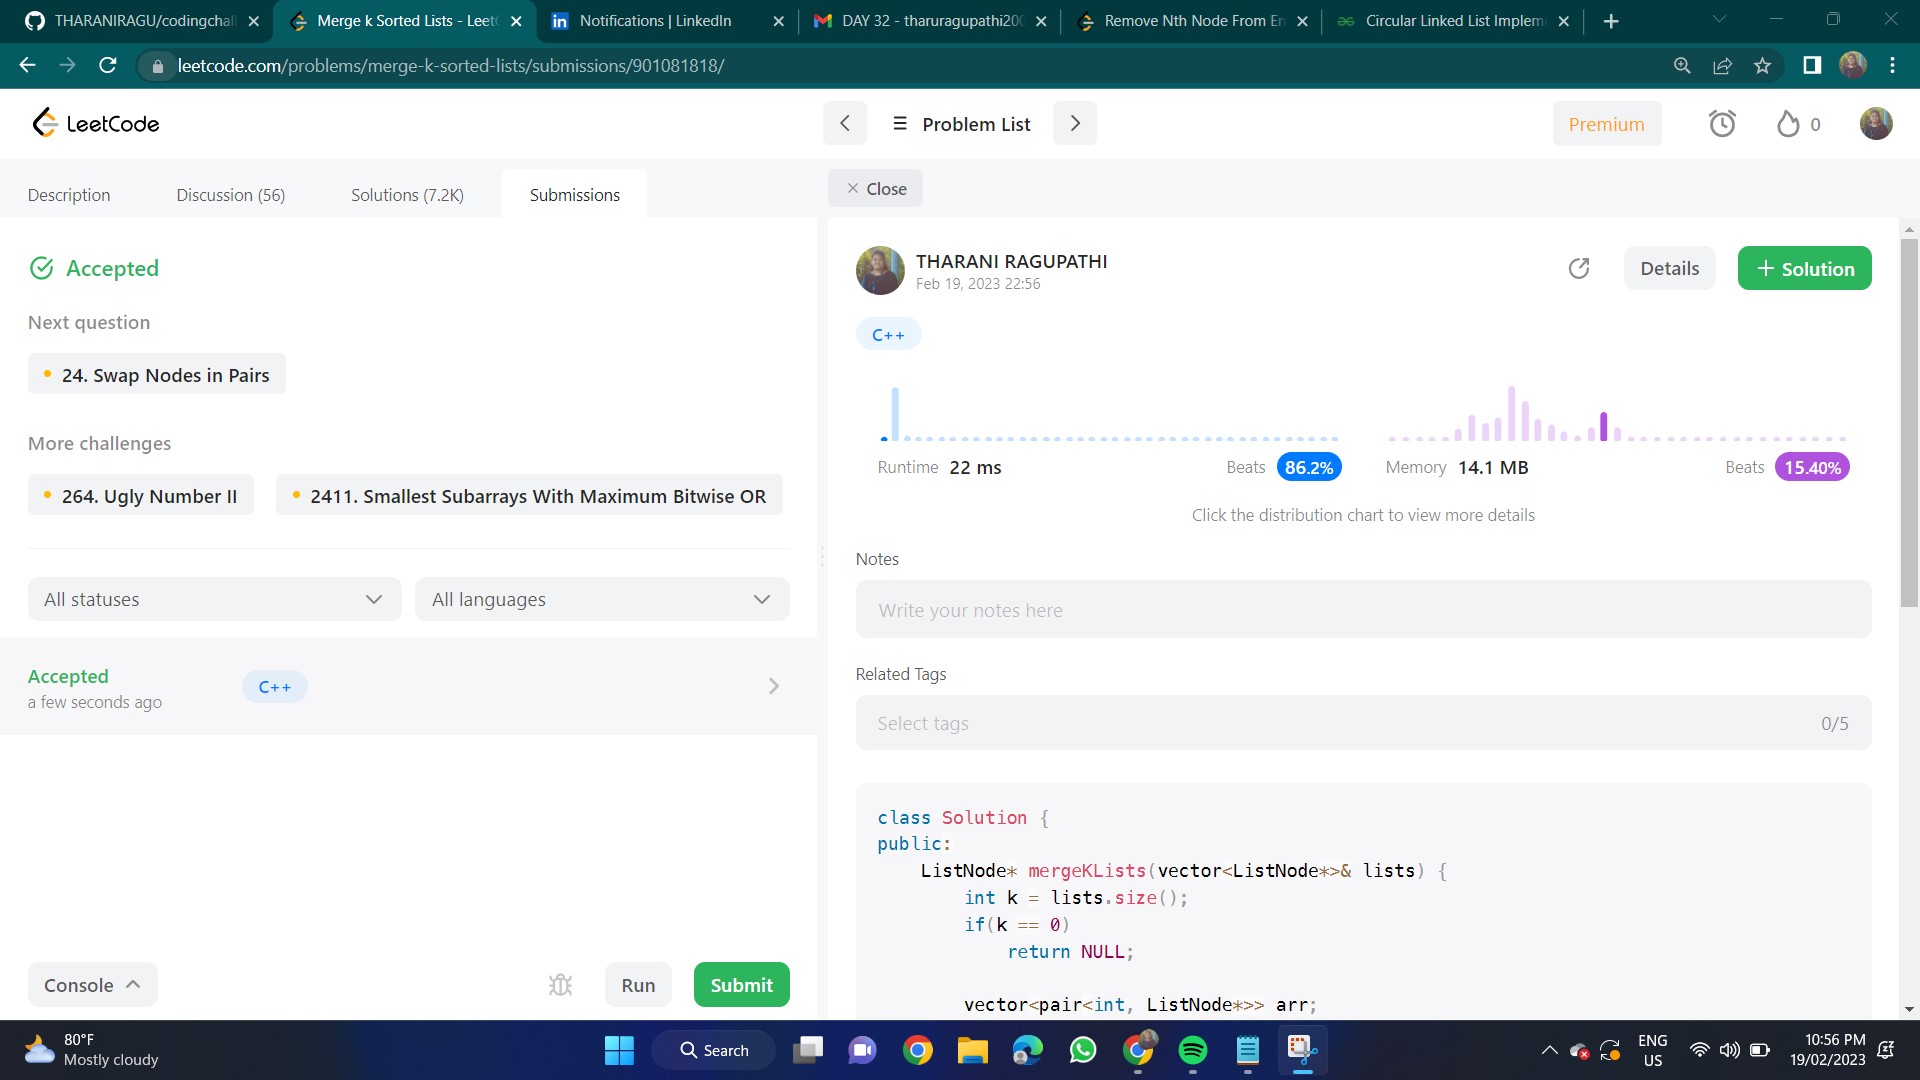 THARANIRAGU/codingchall
Merge k Sorted Lists - LeetC
Notifications | LinkedIn
DAY 32 - tharuragupathi200
Remove Nth Node From En
Circular Linked List Implem
leetcode.com/problems/merge-k-sorted-lists/submissions/901081818/
LeetCode
Problem List
Premium
0
Description
Discussion (56)
Solutions (7.2K)
Submissions
Close
Accepted
Next question
24. Swap Nodes in Pairs
More challenges
264. Ugly Number II
2411. Smallest Subarrays With Maximum Bitwise OR
All statuses
All languages
Accepted
a few seconds ago
C++
Console
Run
Submit
THARANI RAGUPATHI
Feb 19, 2023 22:56
Details
+ Solution
C++
Runtime 22 ms
Beats 86.2%
Memory 14.1 MB
Beats 15.40%
Click the distribution chart to view more details
Notes
Write your notes here
Related Tags
Select tags
0/5
class Solution {
public:
    ListNode* mergeKLists(vector<ListNode*>& lists) {
        int k = lists.size();
        if(k == 0)
            return NULL;
        vector<pair<int, ListNode*>> arr;
80°F
Mostly cloudy
Search
ENG
US
10:56 PM
19/02/2023